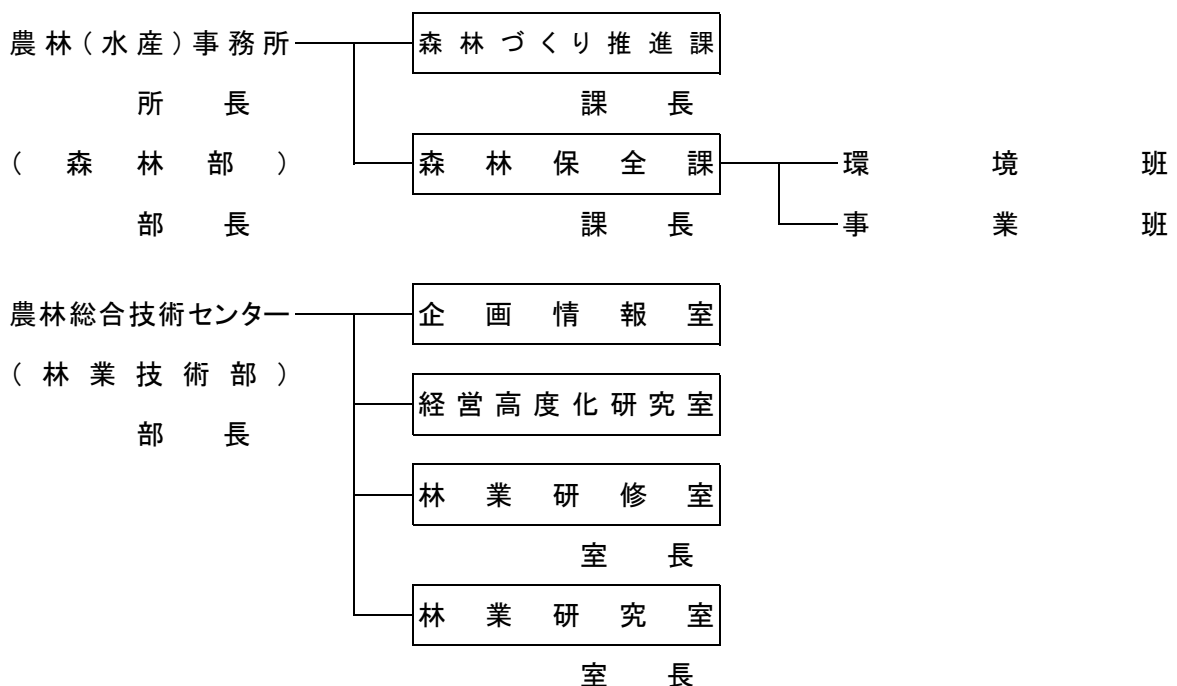 農林(水産)事務所 森林づくり推進課
所長 課長
(森林部) 森林保全課 環境班
部長 課長 事業班
農林総合技術センター 企画情報室
(林業技術部)
経営高度化研究室
部長
林業研修室
室長
林業研究室
室長